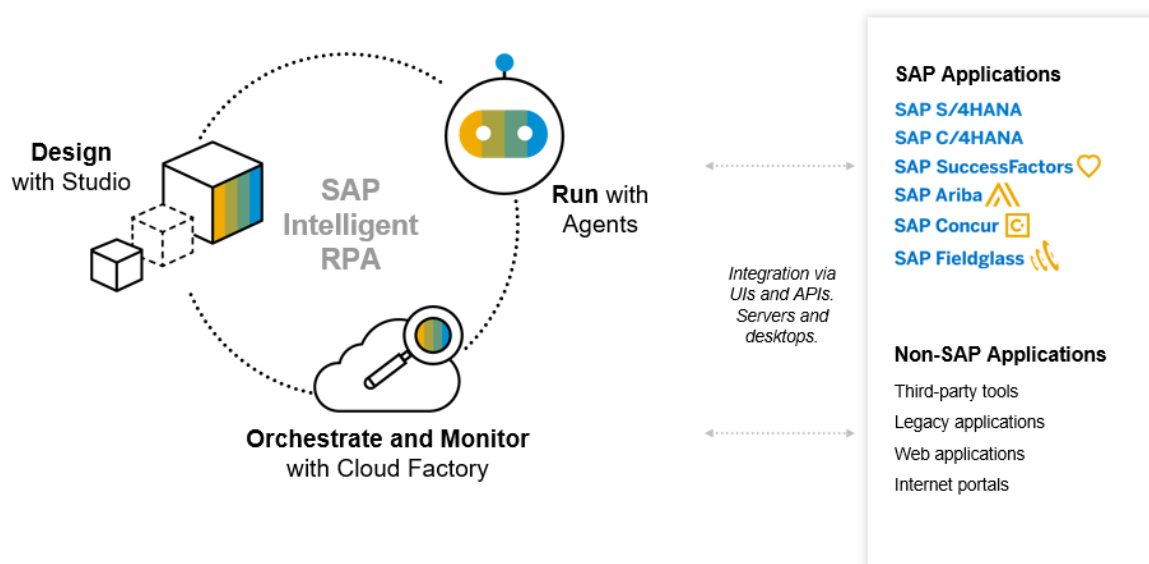 Design
with Studio
SAP
Intelligent
RPA
Run with
Agents
Orchestrate and Monitor
with Cloud Factory
Integration via
UIs and APIs.
Servers and
desktops.
SAP Applications
SAP S/4HANA
SAP C/4HANA
SAP SuccessFactors
SAP Ariba
SAP Concur
SAP Fieldglass
Non-SAP Applications
Third-party tools
Legacy applications
Web applications
Internet portals